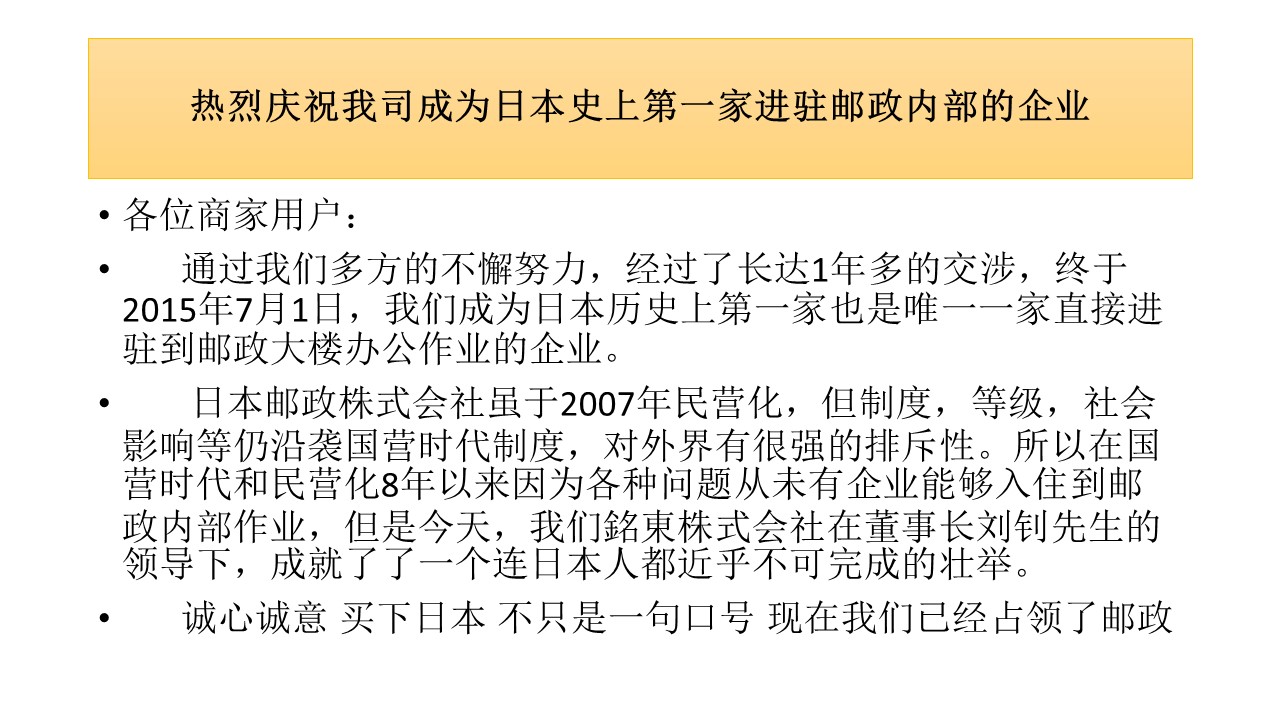 热烈庆祝我司成为日本史上第一家进驻邮政内部的企业
• 各位商家用户：
• 通过我们多方的不懈努力，经过了长达1年多的交涉，终于
2015年7月1日，我们成为日本历史上第一家也是唯一一家直接进
驻到邮政大楼办公作业的企业。
• 日本邮政株式会社虽于2007年民营化，但制度，等级，社会
影响等仍沿袭国营时代制度，对外界有很强的排斥性。所以在国
营时代和民营化8年以来因为各种问题从未有企业能够入住到邮
政内部作业，但是今天，我们銘東株式会社在董事长刘钊先生的
领导下，成就了了一个连日本人都近乎不可完成的壮举。
• 诚心诚意 买下日本 不只是一句口号 现在我们已经占领了邮政